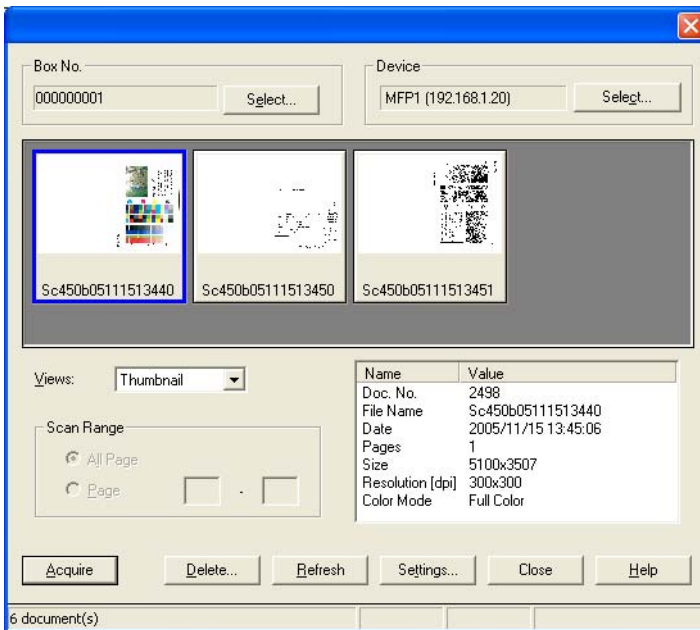 Box No.
000000001
Select...
Device
MFP1 (192.168.1.20)
Select...
Sc450b05111513440
Sc450b05111513450
Sc450b05111513451
Views:
Thumbnail
Scan Range
All Page
Page
-
Name Value
Doc. No. 2498
File Name Sc450b05111513440
Date 2005/11/15 13:45:06
Pages 1
Size 5100x3507
Resolution [dpi] 300x300
Color Mode Full Color
Acquire
Delete...
Refresh
Settings...
Close
Help
6 document(s)